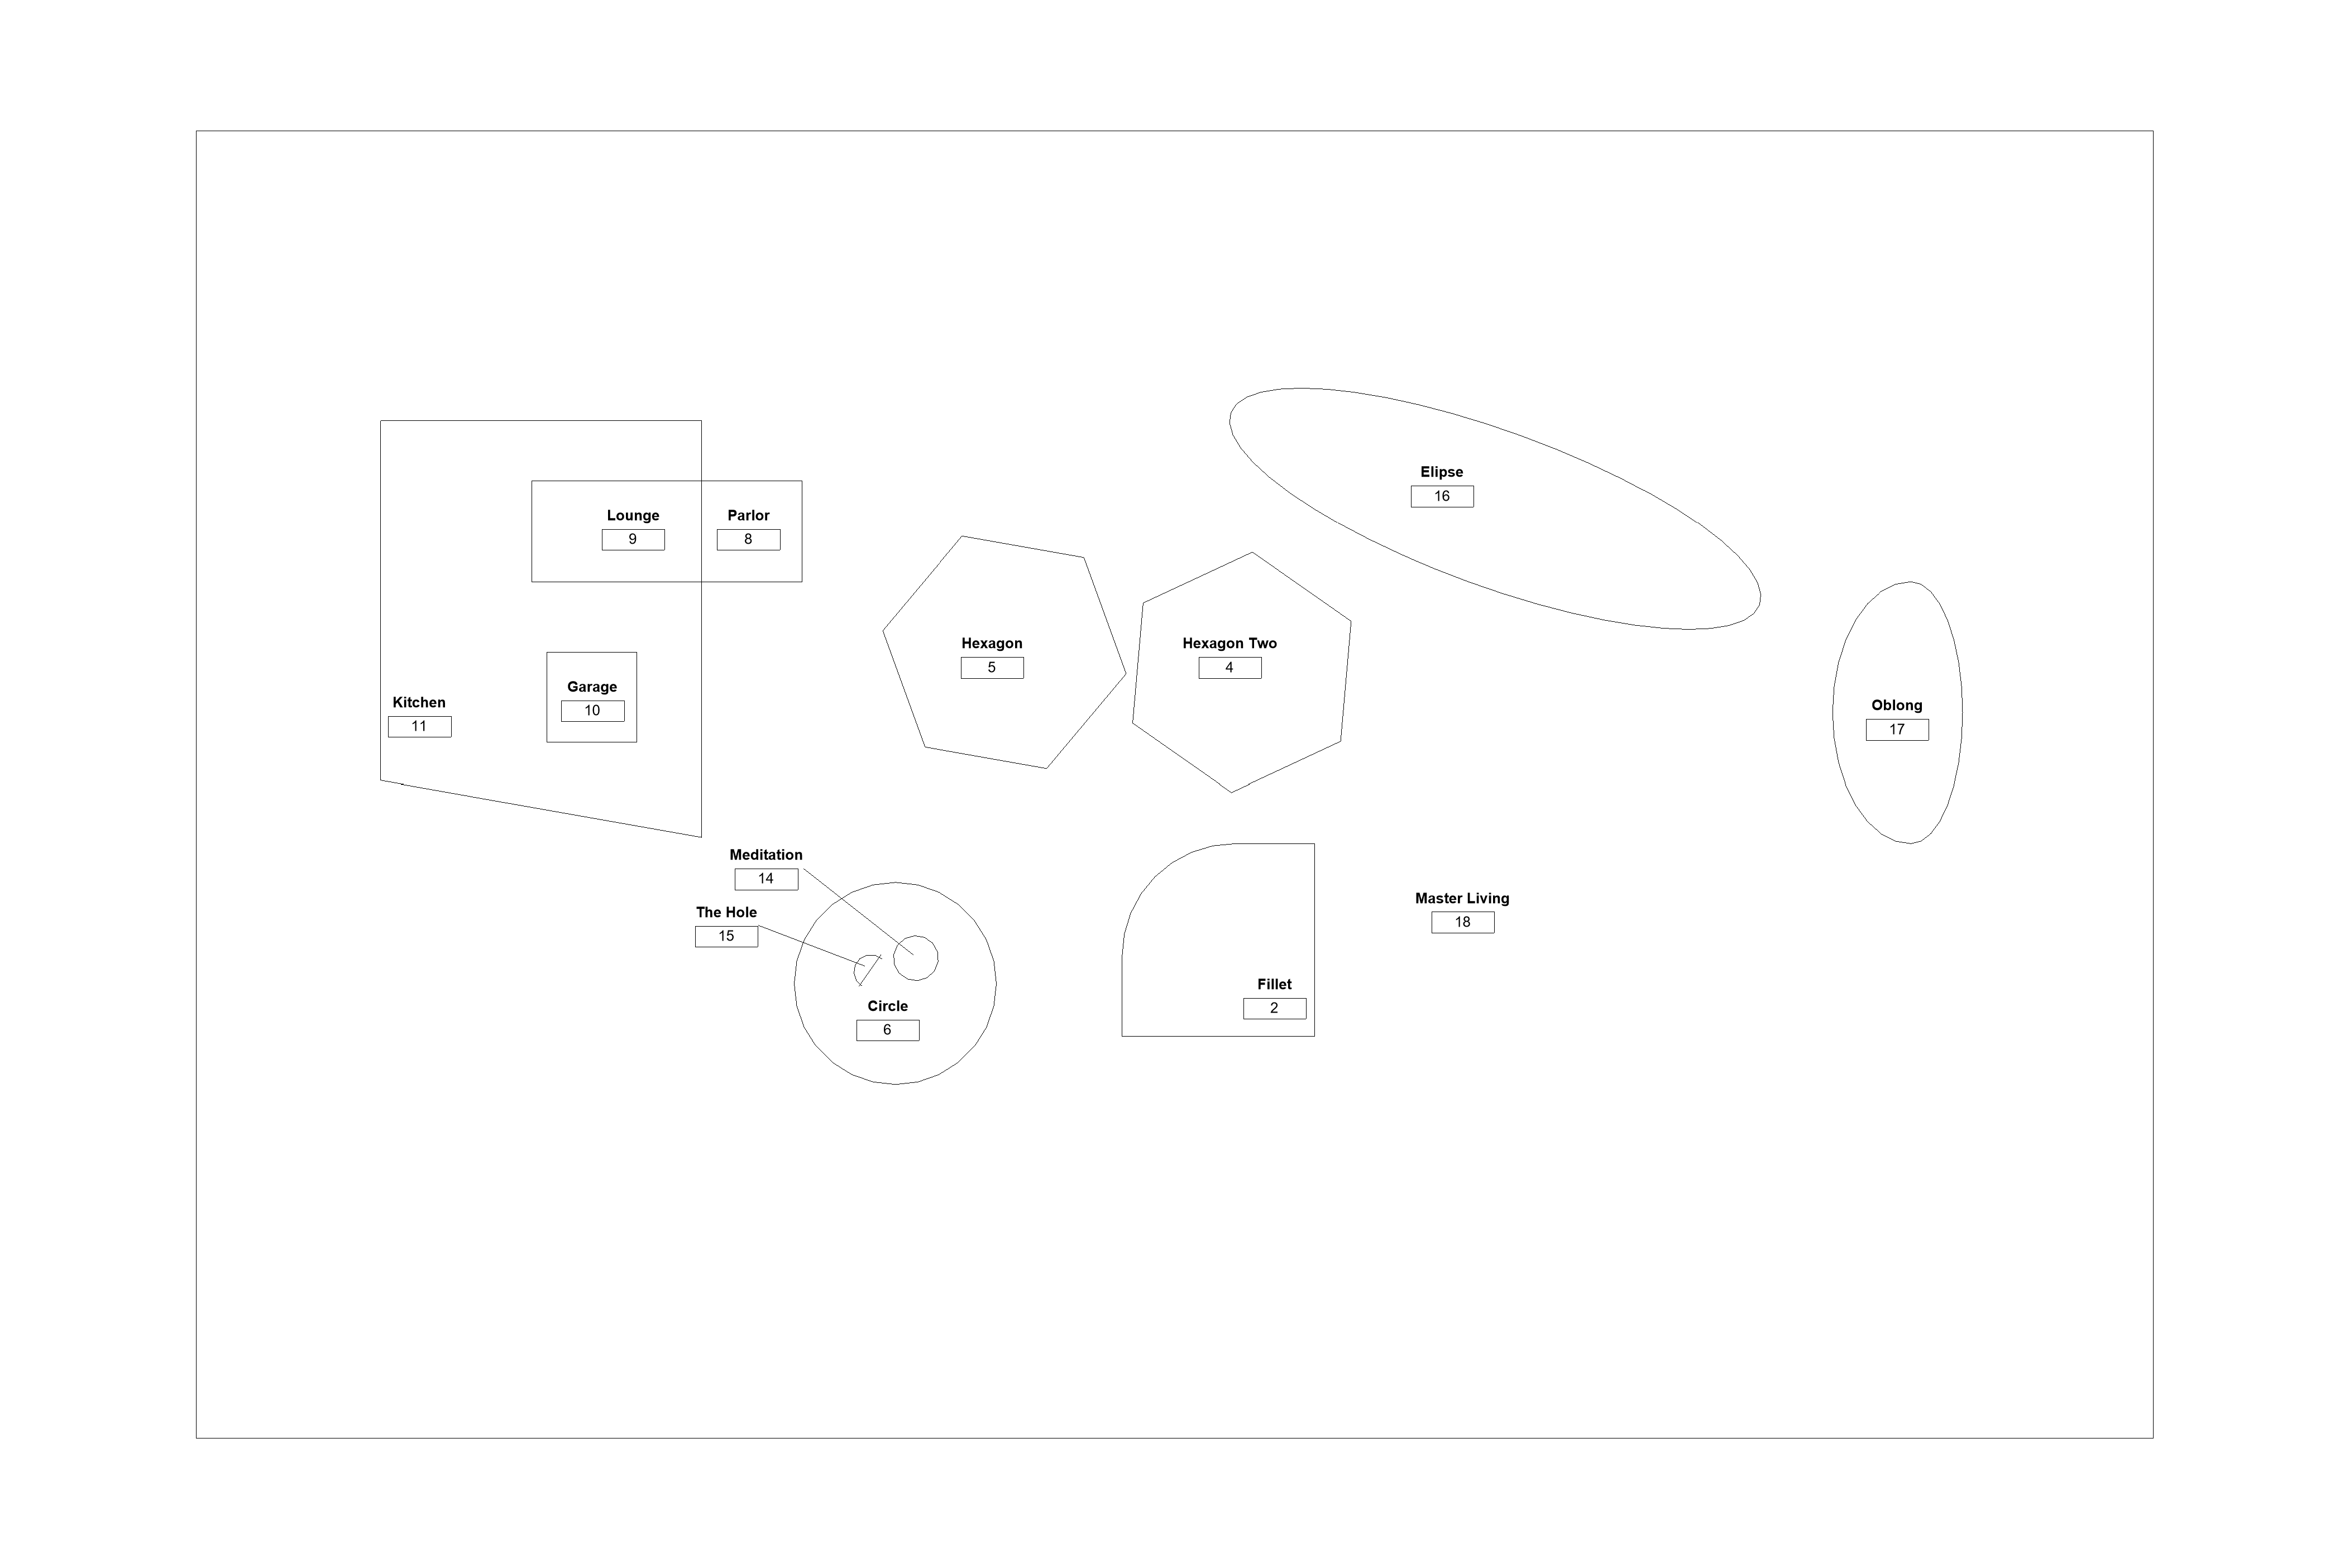 Elipse
16
Lounge
9
Parlor
8
Hexagon
5
Hexagon Two
4
Garage
10
Kitchen
11
Oblong
17
Meditation
14
The Hole
15
Master Living
18
Fillet
2
Circle
6